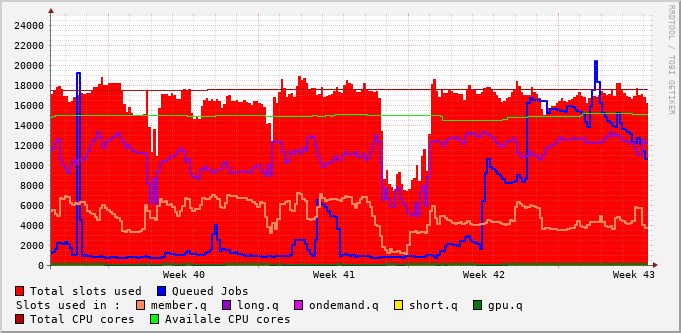 24000
22000
20000
18000
16000
14000
12000
10000
8000
6000
4000
2000
0
Week 40 Week 41 Week 42 Week 43
Total slots used Queued Jobs
Slots used in : member.q long.q ondemand.q short.q gpu.q
Total CPU cores Availale CPU cores
RRDTOOL / TOBI OETIKER